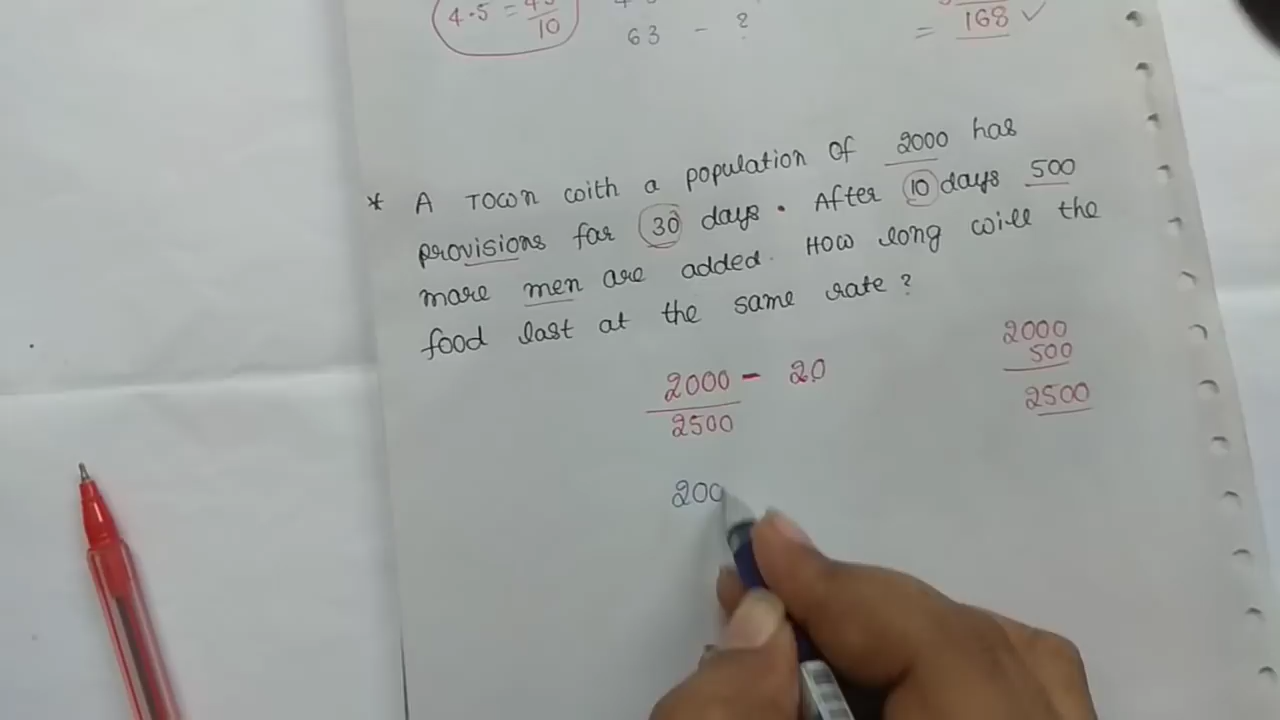 4.5 = 45/10
63 - ?
= 168 ✓
* A Town with a population of 2000 has
provisions for 30 days. After 10 days 500
more men are added. How long will the
food last at the same rate?
2000 - 20
2500
2000
500
2500
200